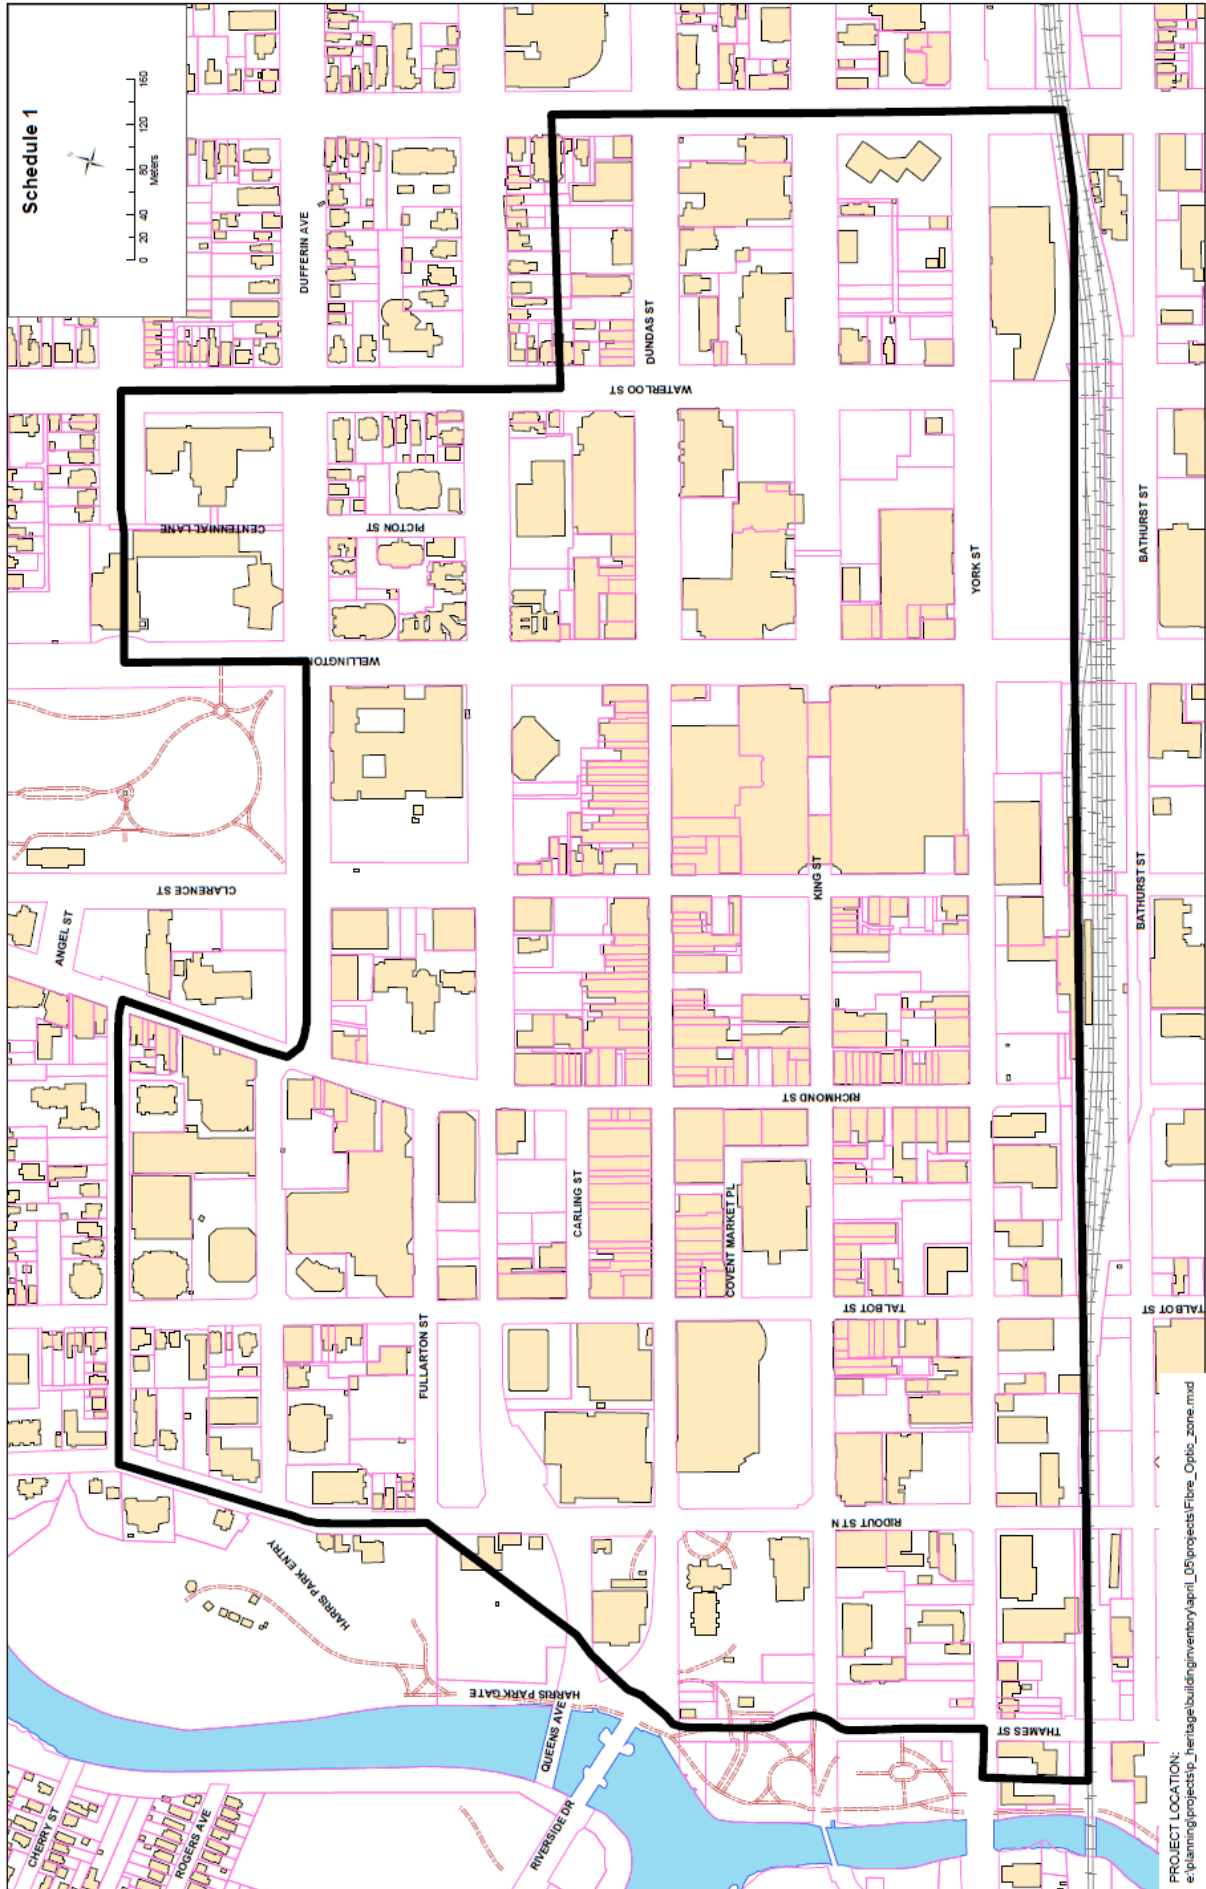 Schedule 1
N
0 20 40 80 120 160
Meters
DUFFERIN AVE
DUNDAS ST
WATERLOO ST
CENTENNIAL LANE
PICTON ST
YORK ST
BATHURST ST
WELLINGTON
CLARENCE ST
ANGEL ST
KING ST
BATHURST ST
RICHMOND ST
CARLING ST
COVENT MARKET PL
TALBOT ST
TALBOT ST
FULLARTON ST
RIDOUT ST N
HARRIS PARK ENTRY
HARRIS PARK GATE
QUEENS AVE
THAMES ST
RIVERSIDE DR
CHERRY ST
ROGERS AVE
PROJECT LOCATION:
e:\planning\projects\p_heritage\buildinginventory\april_05\projects\Fibre_Optic_zone.mxd